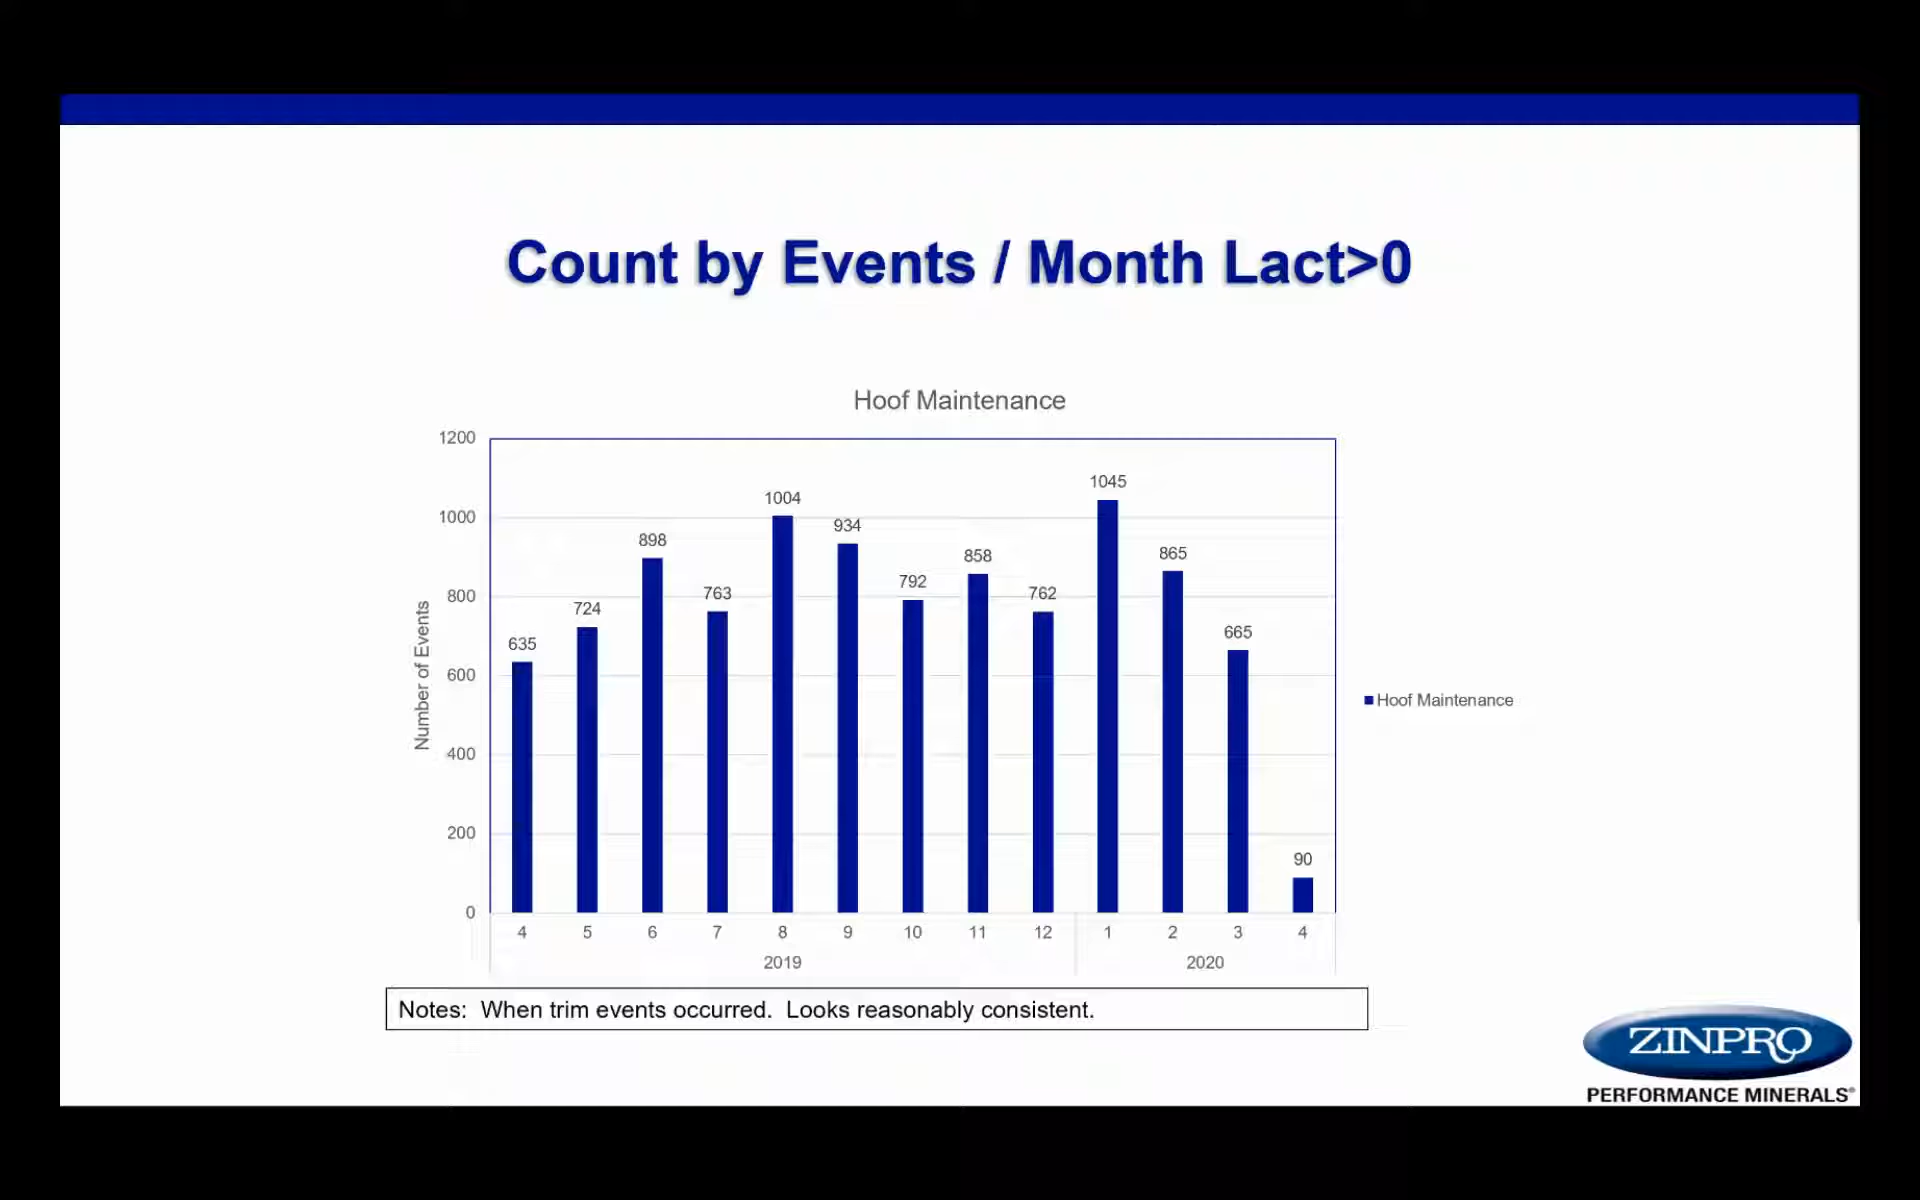 Count by Events / Month Lact>0
Hoof Maintenance
1200
1000
800
600
400
200
0
Number of Events
635
724
898
763
1004
934
792
858
762
1045
865
665
90
4 5 6 7 8 9 10 11 12 1 2 3 4
2019 2020
Hoof Maintenance
Notes: When trim events occurred. Looks reasonably consistent.
ZINPRO
PERFORMANCE MINERALS®